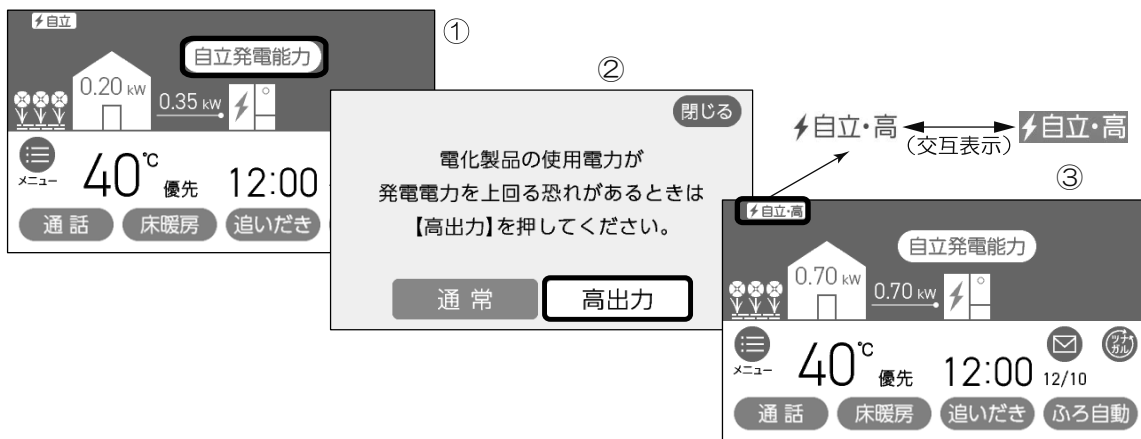 ①
⚡自立
自立発電能力
0.20 kW
0.35 kW
メニュー
40℃
優先
12:00
通話
床暖房
追いだき
②
閉じる
電化製品の使用電力が
発電電力を上回る恐れがあるときは
【高出力】を押してください。
通常
高出力
⚡自立・高
(交互表示)
⚡自立・高
③
⚡自立・高
自立発電能力
0.70 kW
0.70 kW
メニュー
40℃
優先
12:00
12/10
ツナガル
通話
床暖房
追いだき
ふろ自動